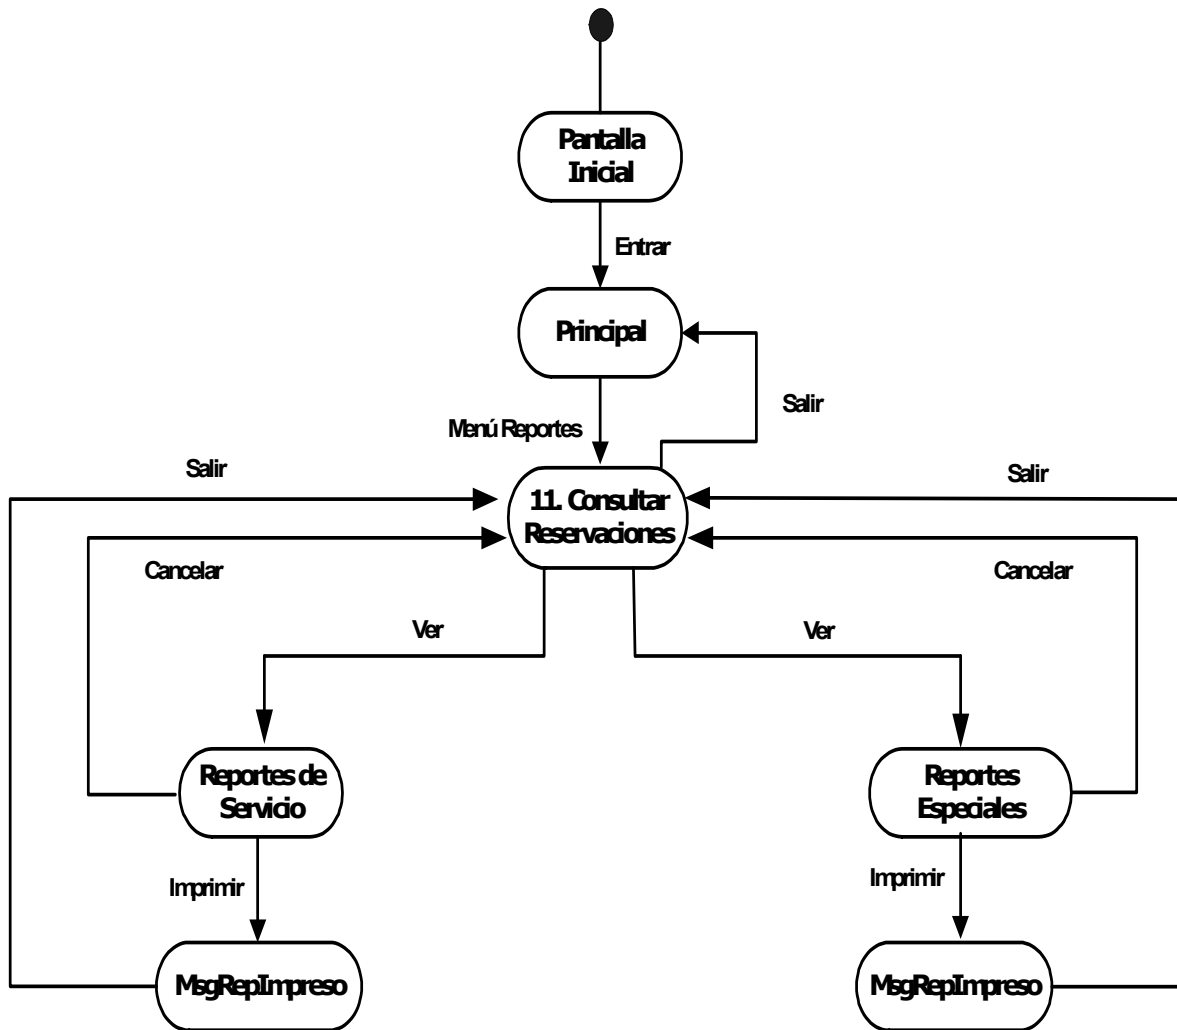 Pantalla
Inicial
Entrar
Principal
Salir
Menú Reportes
Salir
11. Consultar
Reservaciones
Salir
Cancelar
Cancelar
Ver
Ver
Reportes de
Servicio
Reportes
Especiales
Imprimir
Imprimir
MsgRepImpreso
MsgRepImpreso